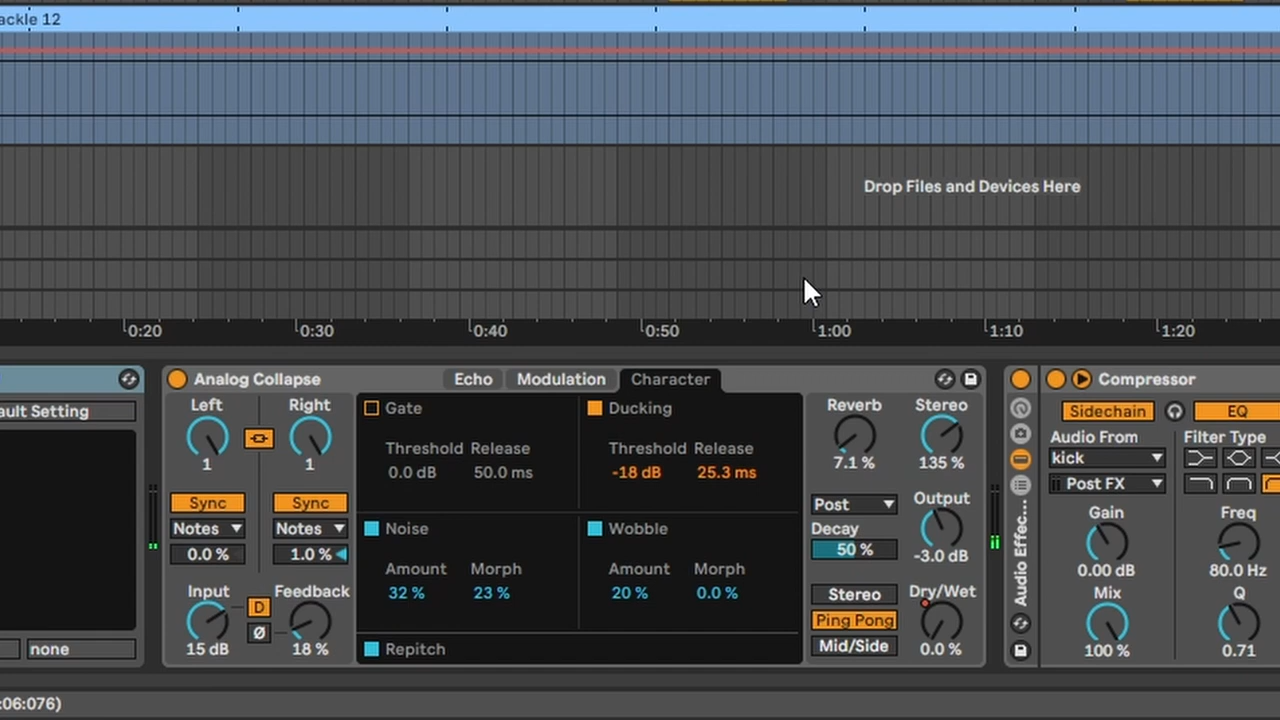 ackle 12
Drop Files and Devices Here
0:20 0:30 0:40 0:50 1:00 1:10 1:20
Analog Collapse Echo Modulation Character Compressor
ault Setting
none
Left Right
1 1
Sync Sync
Notes Notes
0.0 % 1.0 %
Input D Feedback
Ø
15 dB 18 %
Gate Ducking
Threshold Release Threshold Release
0.0 dB 50.0 ms -18 dB 25.3 ms
Noise Wobble
Amount Morph Amount Morph
32 % 23 % 20 % 0.0 %
Repitch
Reverb Stereo
7.1 % 135 %
Post Output
Decay
50 % -3.0 dB
Stereo Dry/Wet
Ping Pong
Mid/Side 0.0 %
Audio Effec...
Sidechain EQ
Audio From Filter Type
kick
Post FX
Gain Freq
0.00 dB 80.0 Hz
Mix Q
100 % 0.71
:06:076)